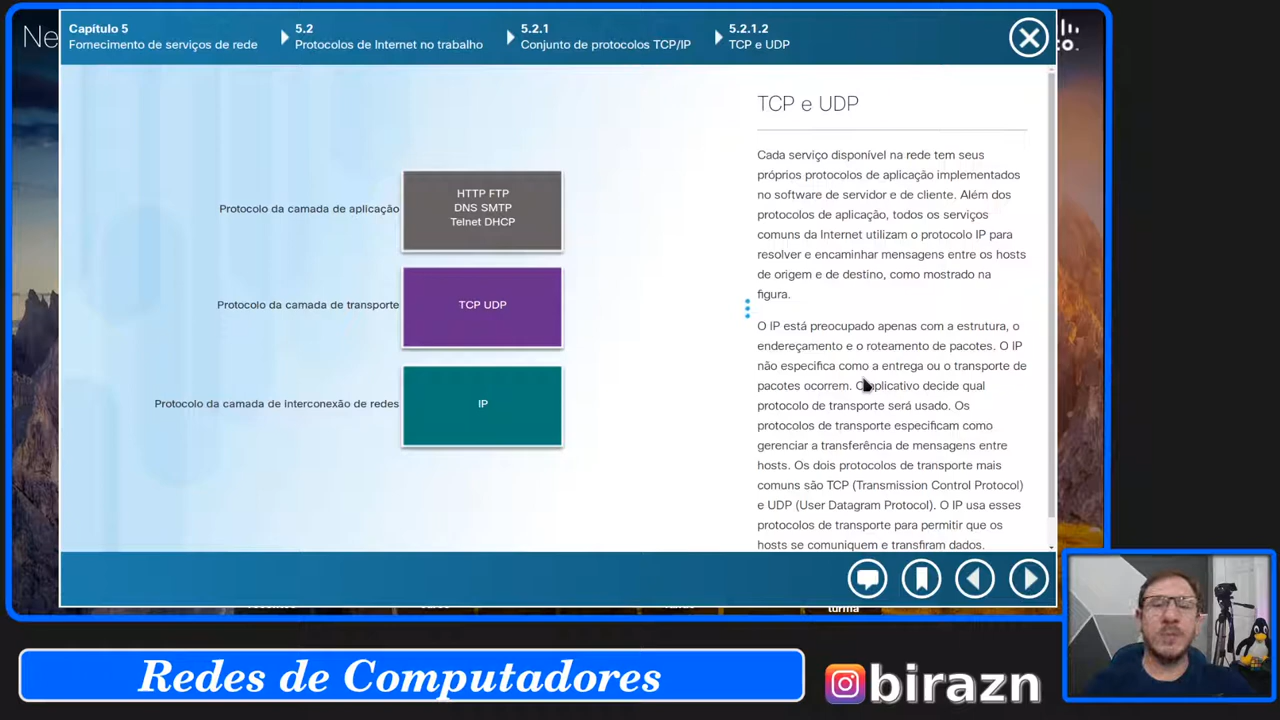 Ne
Capítulo 5
Fornecimento de serviços de rede
5.2
Protocolos de Internet no trabalho
5.2.1
Conjunto de protocolos TCP/IP
5.2.1.2
TCP e UDP
Protocolo da camada de aplicação
HTTP FTP
DNS SMTP
Telnet DHCP
Protocolo da camada de transporte
TCP UDP
Protocolo da camada de interconexão de redes
IP
TCP e UDP
Cada serviço disponível na rede tem seus
próprios protocolos de aplicação implementados
no software de servidor e de cliente. Além dos
protocolos de aplicação, todos os serviços
comuns da Internet utilizam o protocolo IP para
resolver e encaminhar mensagens entre os hosts
de origem e de destino, como mostrado na
figura.
O IP está preocupado apenas com a estrutura, o
endereçamento e o roteamento de pacotes. O IP
não especifica como a entrega ou o transporte de
pacotes ocorrem. O aplicativo decide qual
protocolo de transporte será usado. Os
protocolos de transporte especificam como
gerenciar a transferência de mensagens entre
hosts. Os dois protocolos de transporte mais
comuns são TCP (Transmission Control Protocol)
e UDP (User Datagram Protocol). O IP usa esses
protocolos de transporte para permitir que os
hosts se comuniquem e transfiram dados.
turma
Redes de Computadores
birazn